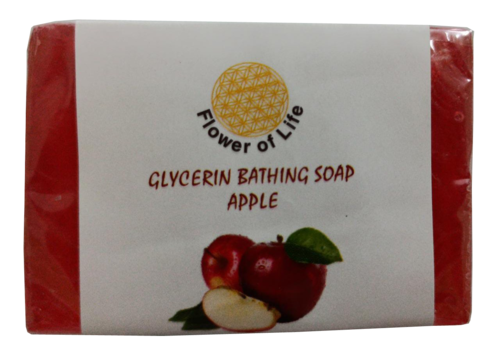 Flower of Life
GLYCERIN BATHING SOAP
APPLE